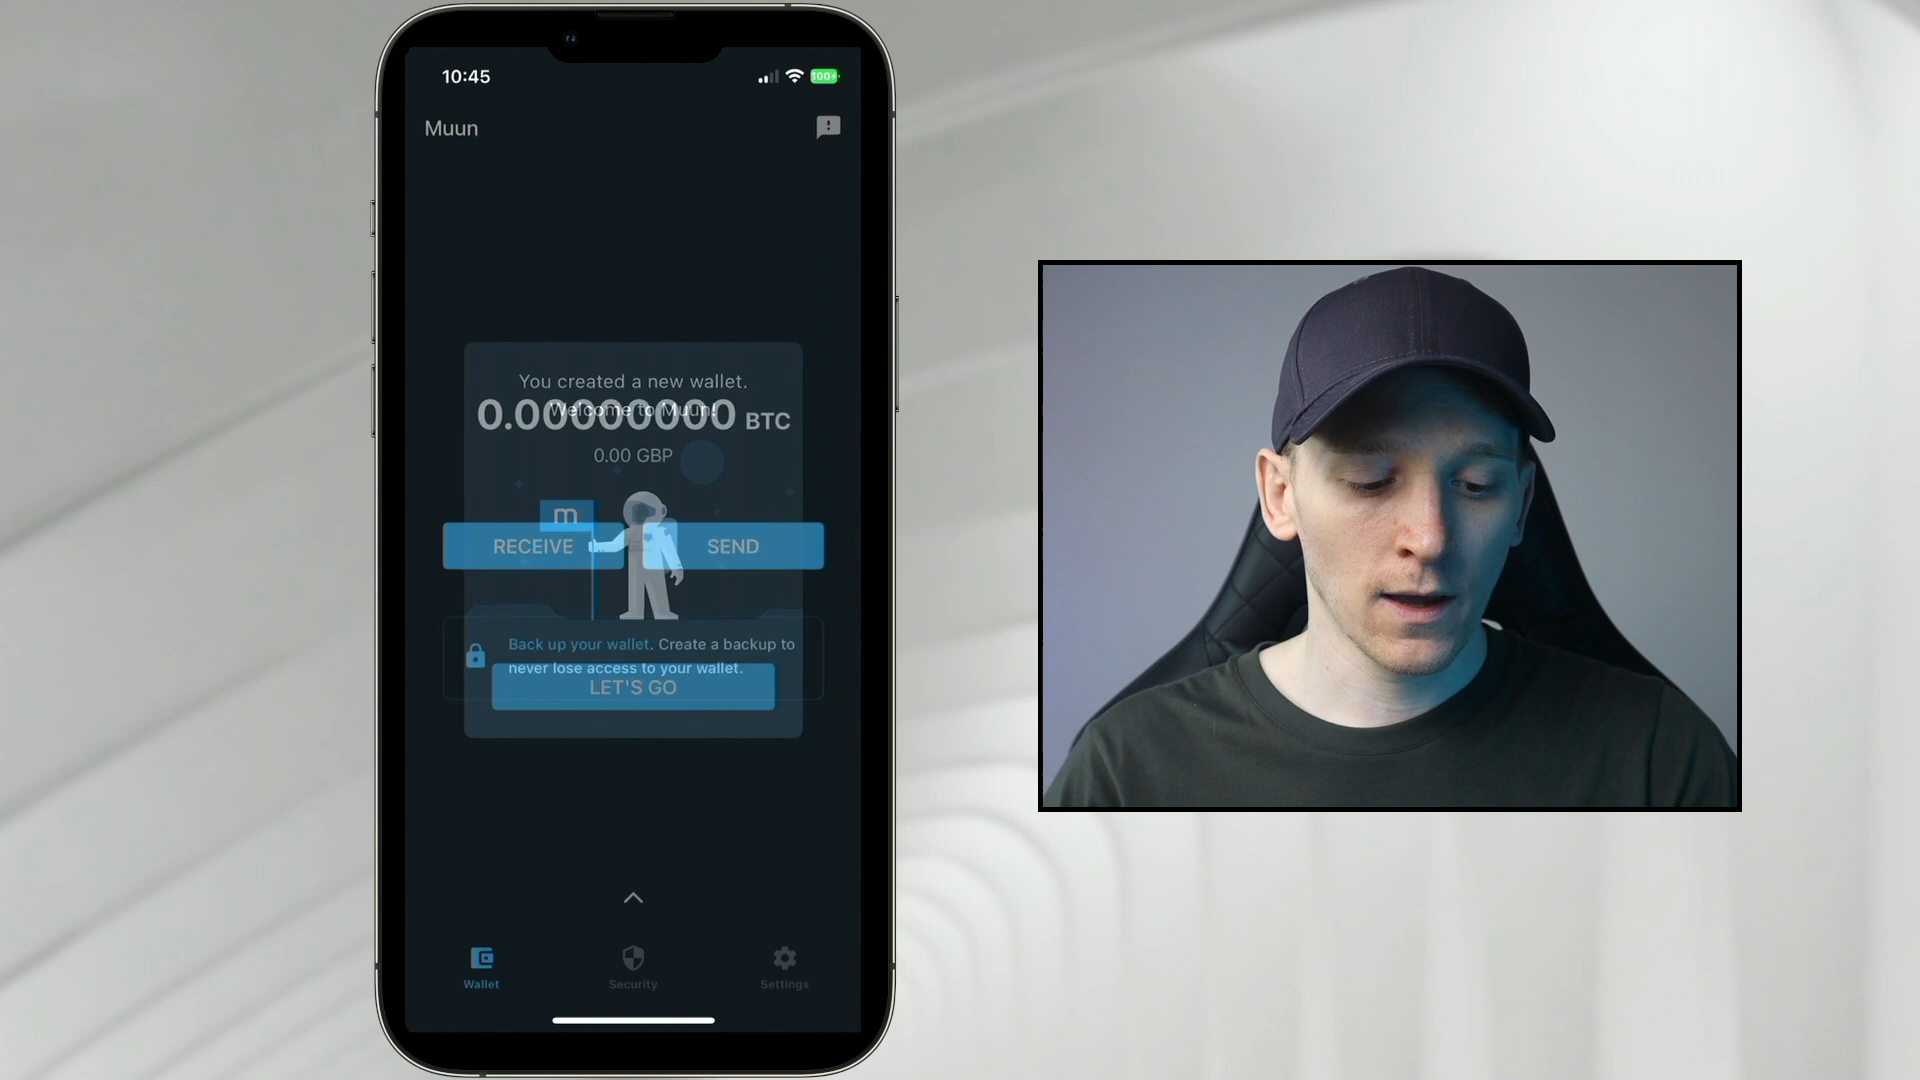 10:45
100
Muun
You created a new wallet.
Welcome to Muun!
0.00000000 BTC
0.00 GBP
m
RECEIVE
SEND
Back up your wallet. Create a backup to
never lose access to your wallet.
LET'S GO
Wallet
Security
Settings